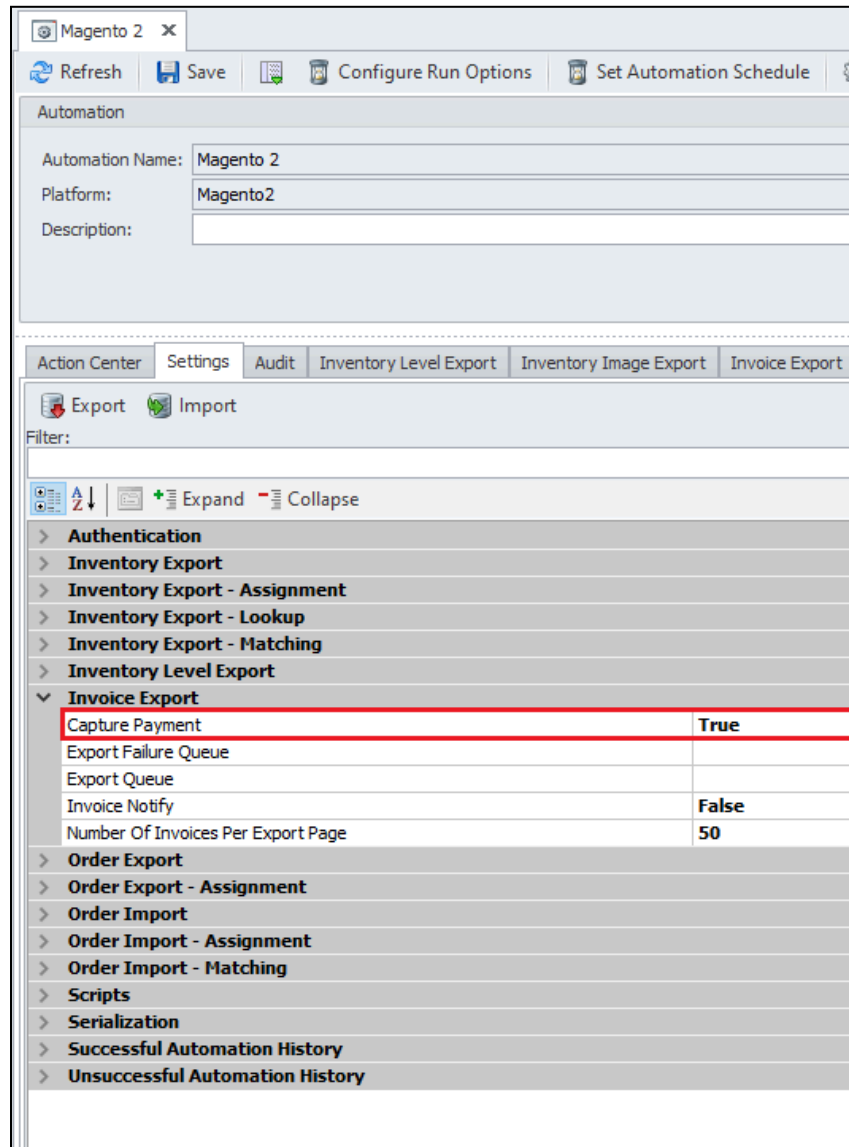 Magento 2
Refresh Save Configure Run Options Set Automation Schedule
Automation
Automation Name: Magento 2
Platform: Magento2
Description:
Action Center Settings Audit Inventory Level Export Inventory Image Export Invoice Export
Export Import
Filter:
Expand Collapse
Authentication
Inventory Export
Inventory Export - Assignment
Inventory Export - Lookup
Inventory Export - Matching
Inventory Level Export
Invoice Export
Capture Payment True
Export Failure Queue
Export Queue
Invoice Notify False
Number Of Invoices Per Export Page 50
Order Export
Order Export - Assignment
Order Import
Order Import - Assignment
Order Import - Matching
Scripts
Serialization
Successful Automation History
Unsuccessful Automation History